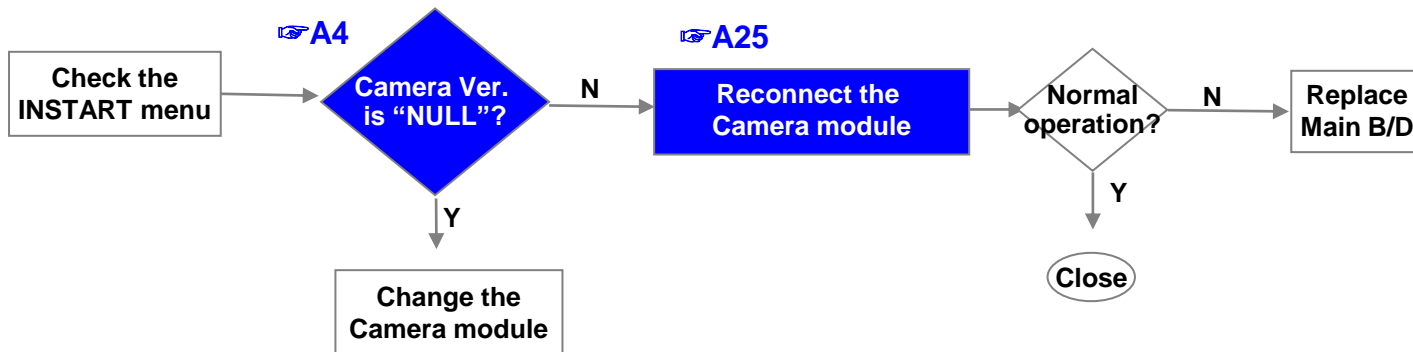 ☞A4
☞A25
Check the
INSTART menu
Camera Ver.
is “NULL”?
N
Reconnect the
Camera module
Normal
operation?
N
Replace
Main B/D
Y
Y
Change the
Camera module
Close